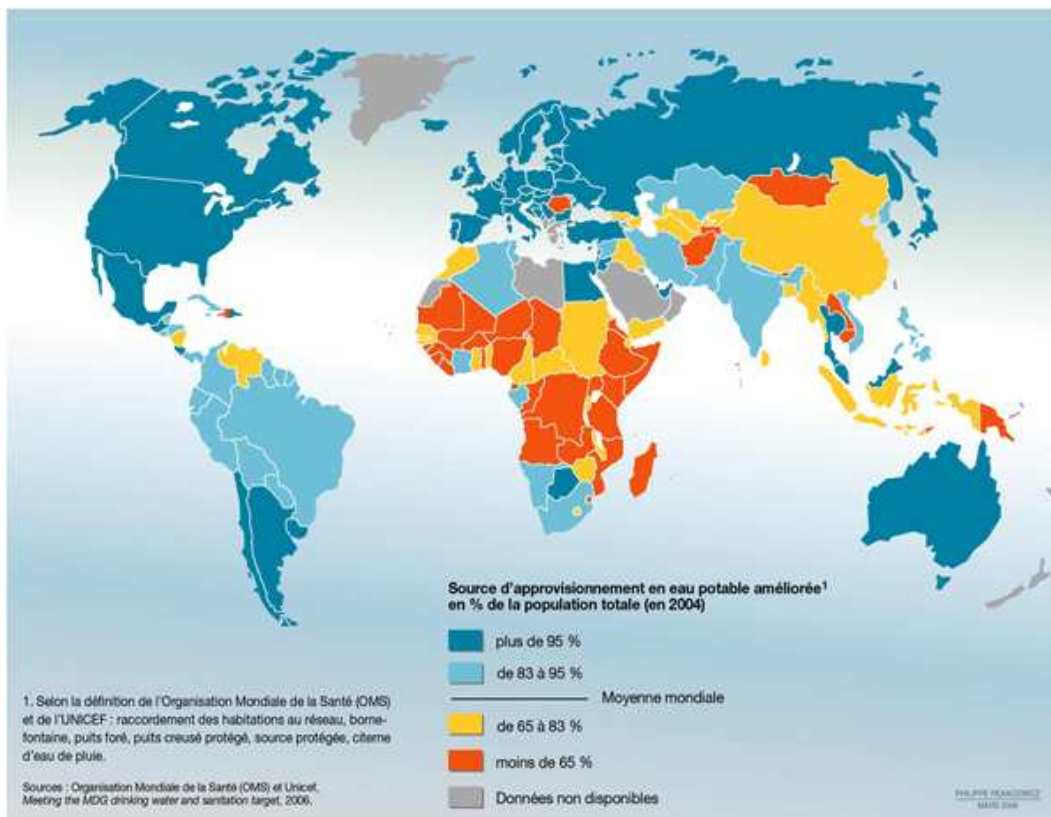 Source d'approvisionnement en eau potable améliorée¹
en % de la population totale (en 2004)
plus de 95 %
de 83 à 95 %
Moyenne mondiale
de 65 à 83 %
moins de 65 %
Données non disponibles
1. Selon la définition de l'Organisation Mondiale de la Santé (OMS)
et de l'UNICEF : raccordement des habitations au réseau, borne-
fontaine, puits foré, puits creusé protégé, source protégée, citerne
d'eau de pluie.
Sources : Organisation Mondiale de la Santé (OMS) et Unicef,
Meeting the MDG drinking water and sanitation target, 2006.
PHILIPPE
MARS